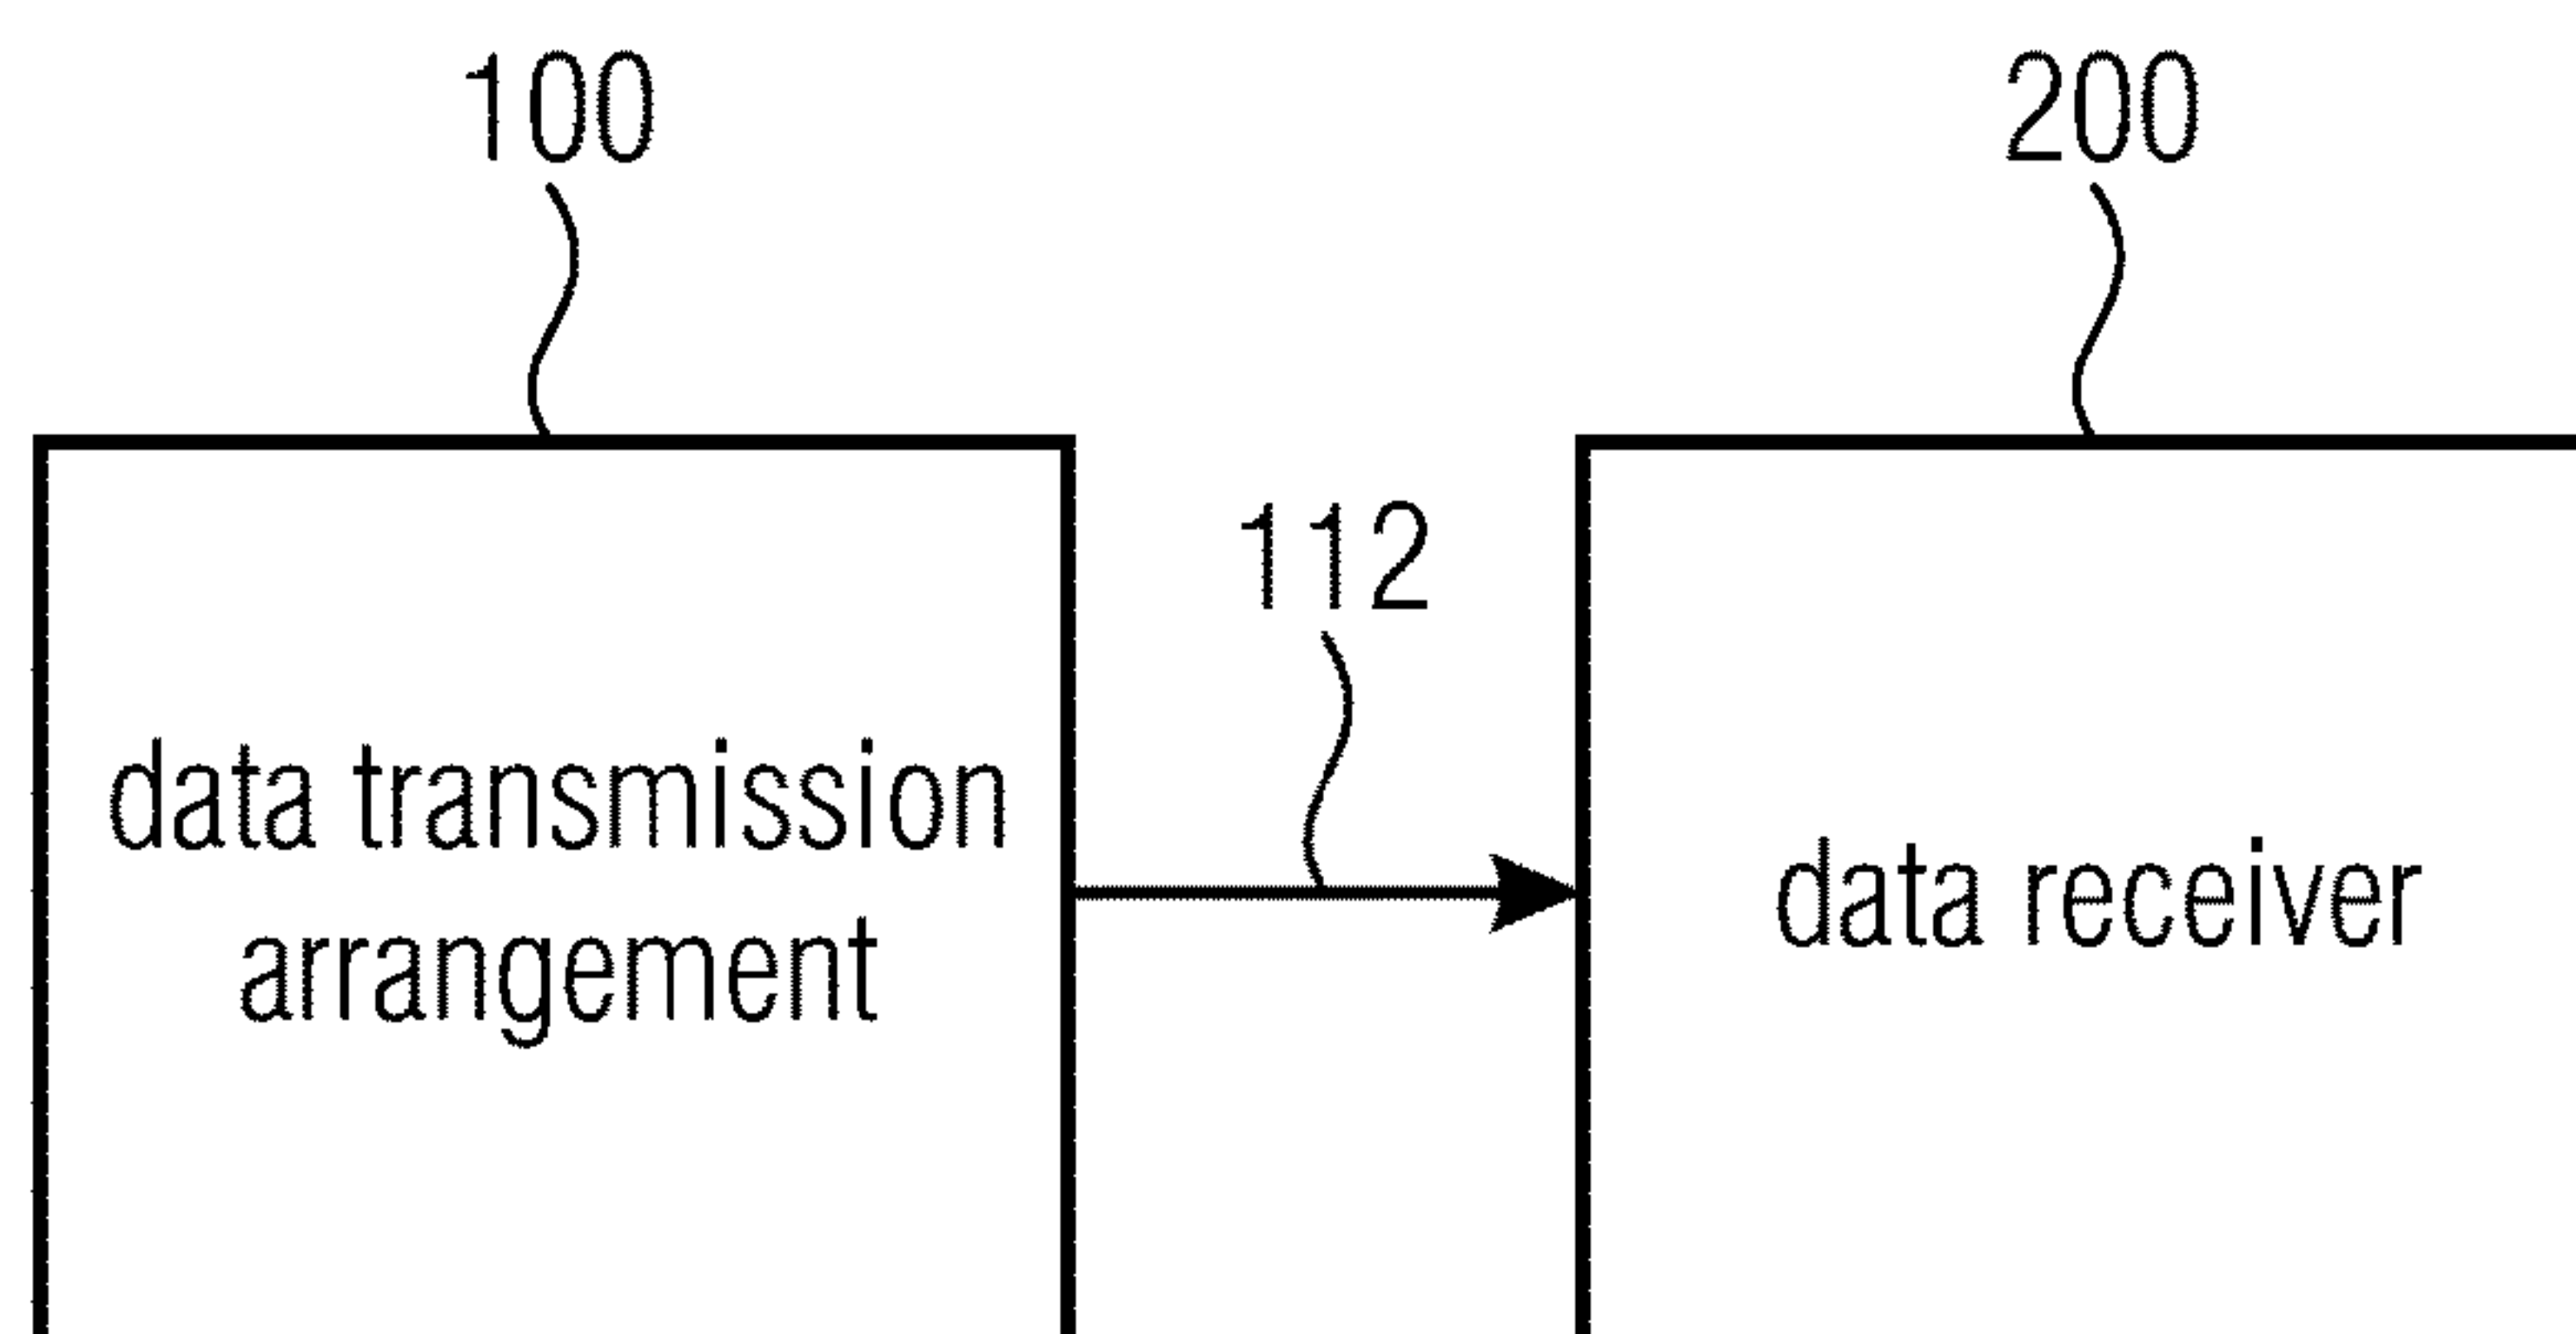 100
200
112
data transmission
arrangement
data receiver